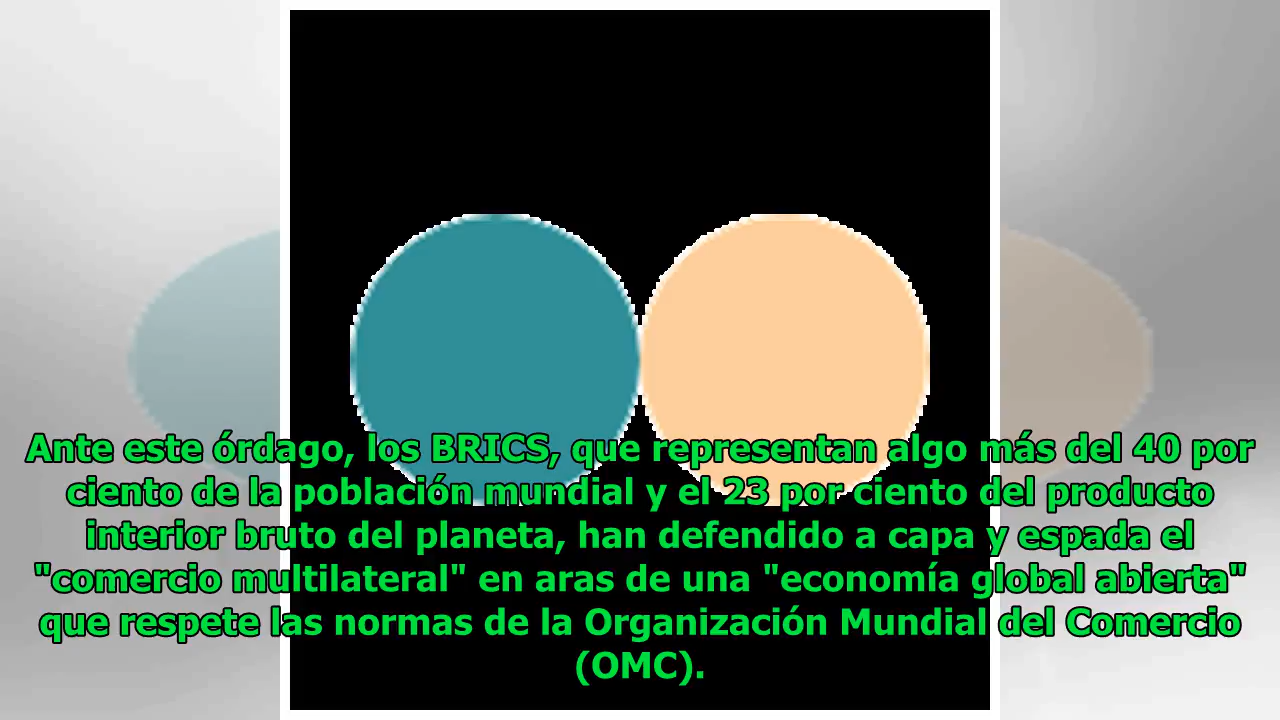 Ante este órdago, los BRICS, que representan algo más del 40 por
ciento de la población mundial y el 23 por ciento del producto
interior bruto del planeta, han defendido a capa y espada el
"comercio multilateral" en aras de una "economía global abierta"
que respete las normas de la Organización Mundial del Comercio
(OMC).